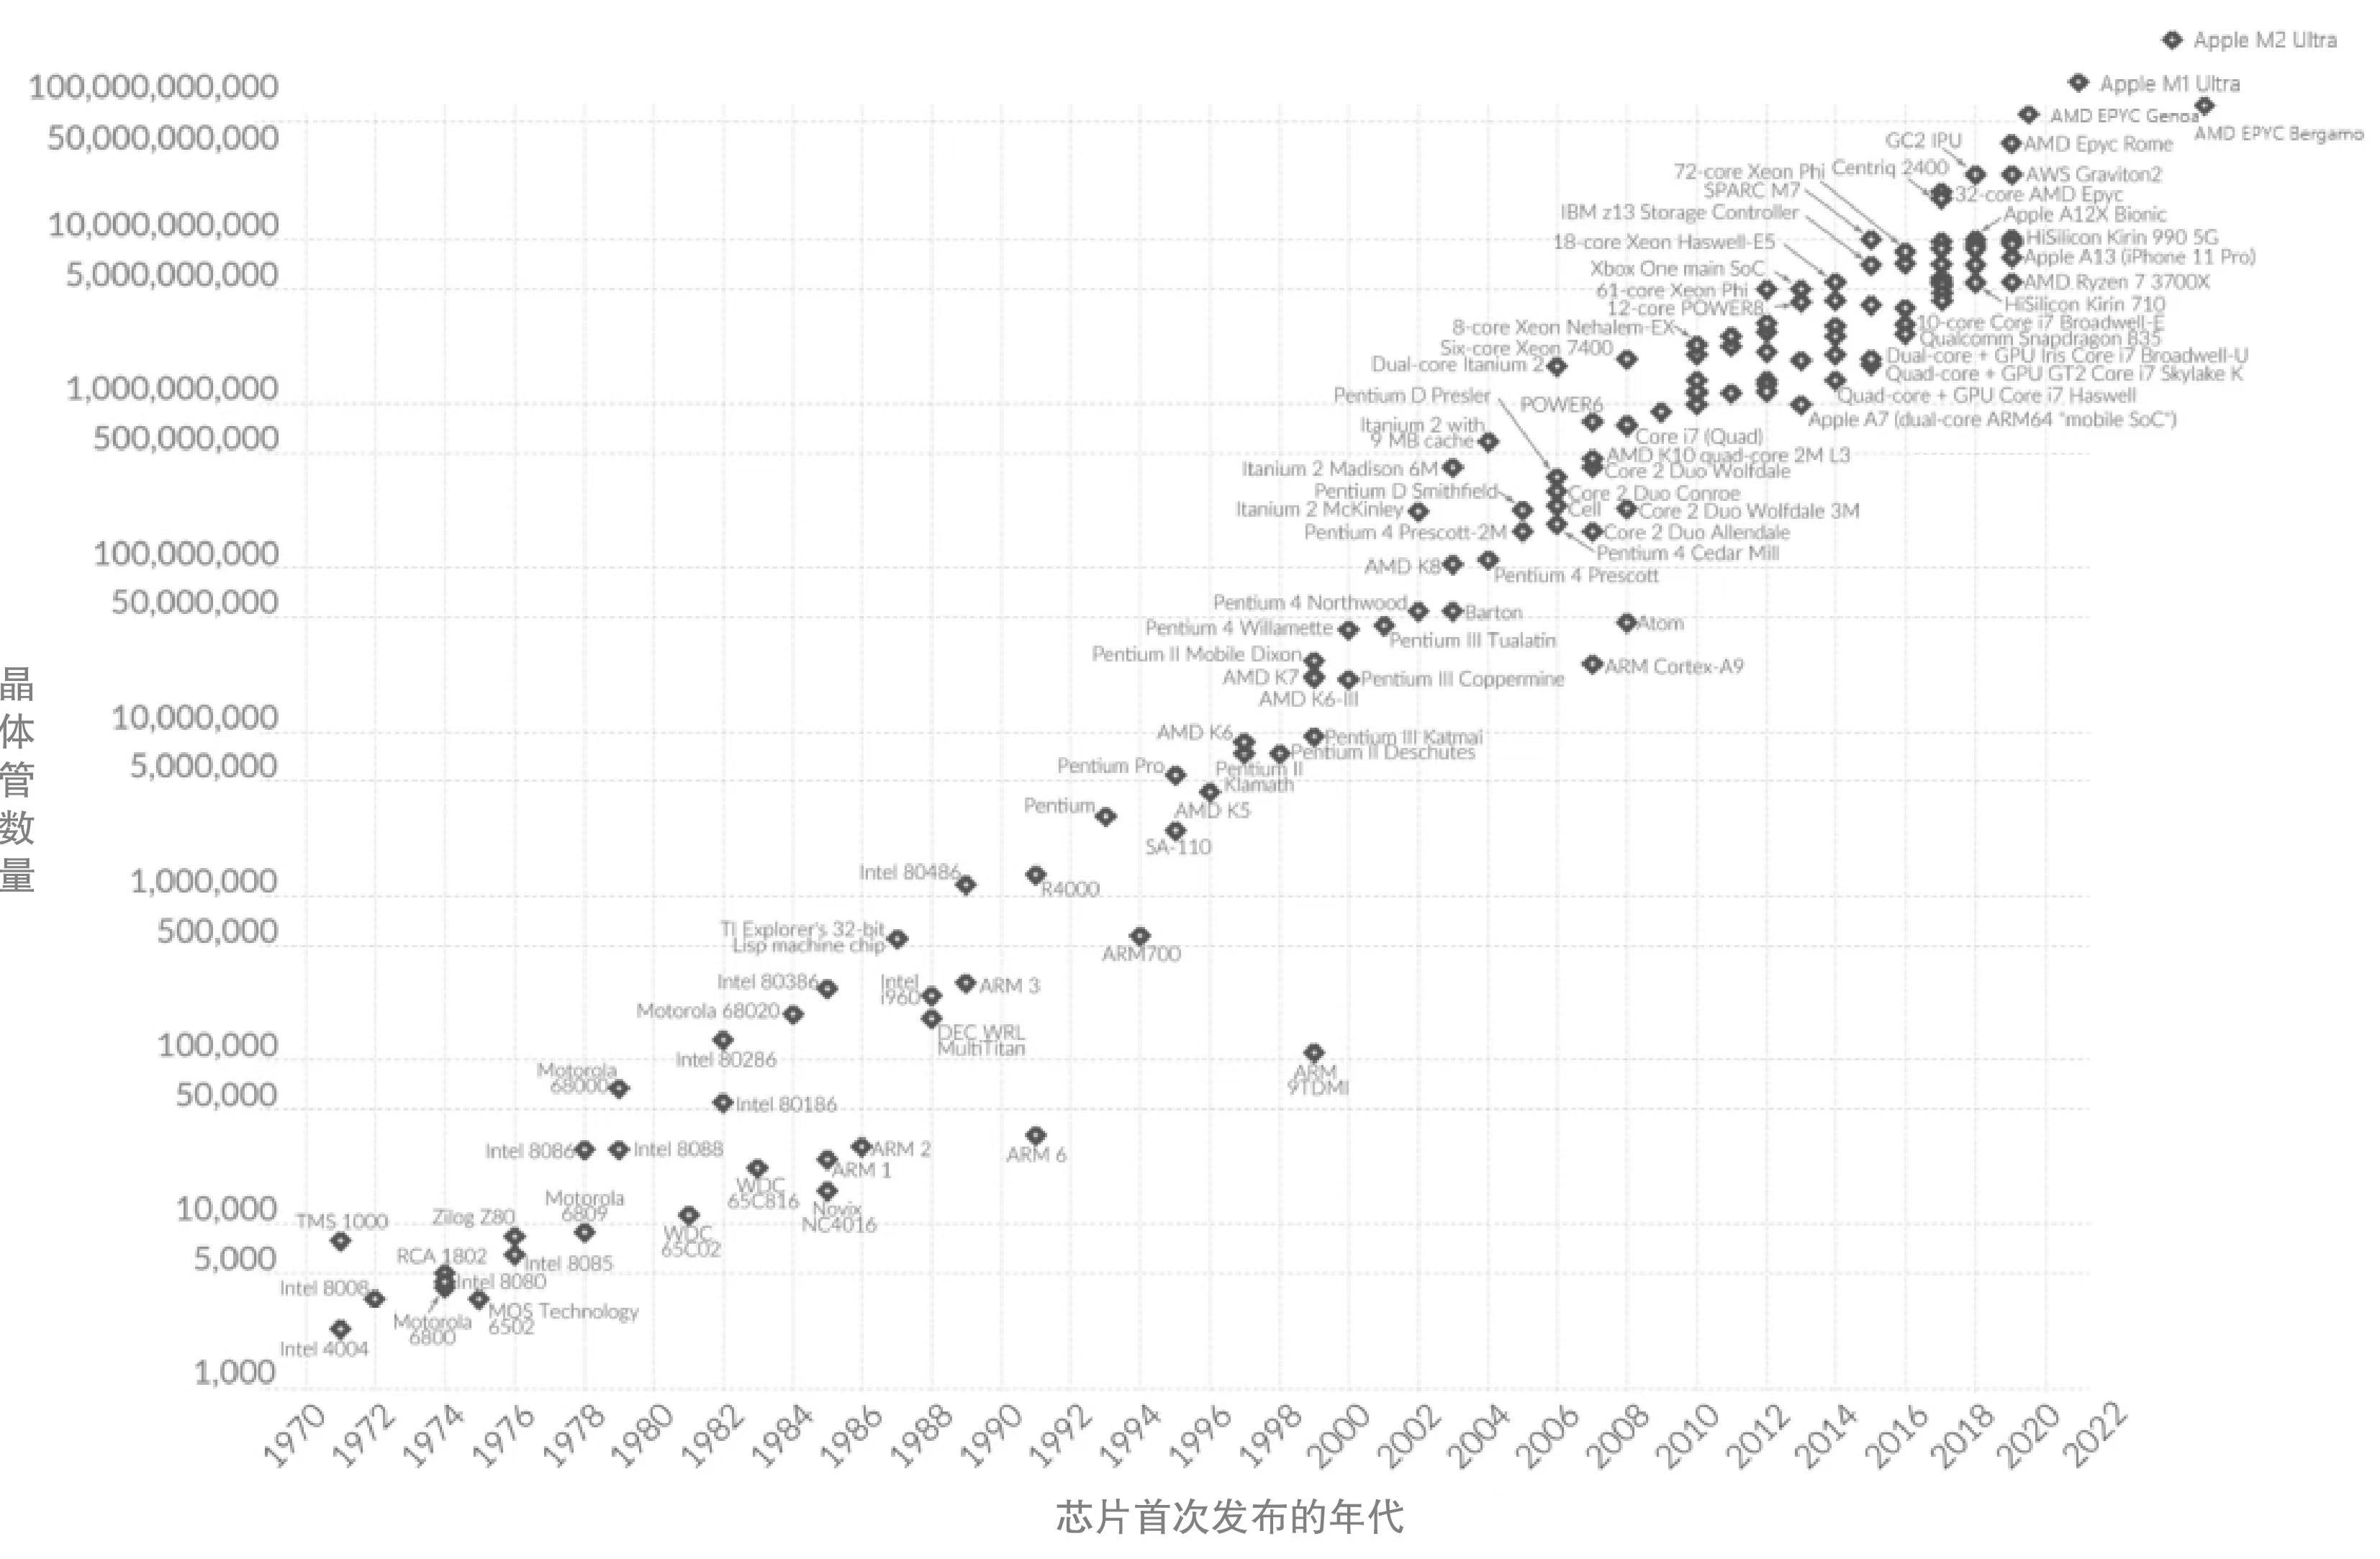 Apple M2 Ultra
100,000,000,000
Apple M1 Ultra
AMD EPYC Genoa
AMD EPYC Bergamo
50,000,000,000
GC2 IPU
AMD Epyc Rome
72-core Xeon Phi
Centriq 2400
AWS Graviton2
SPARC M7
32-core AMD Epyc
IBM z13 Storage Controller
Apple A12X Bionic
10,000,000,000
18-core Xeon Haswell-E5
HiSilicon Kirin 990 5G
Apple A13 (iPhone 11 Pro)
Xbox One main SoC
5,000,000,000
61-core Xeon Phi
AMD Ryzen 7 3700X
12-core POWER8
HiSilicon Kirin 710
8-core Xeon Nehalem-EX
10-core Core i7 Broadwell-E
Six-core Xeon 7400
Qualcomm Snapdragon 835
Dual-core Itanium 2
Dual-core + GPU Iris Core i7 Broadwell-U
Quad-core + GPU GT2 Core i7 Skylake K
1,000,000,000
Pentium D Presler
POWER6
Quad-core + GPU Core i7 Haswell
Apple A7 (dual-core ARM64 "mobile SoC")
Itanium 2 with
9 MB cache
500,000,000
Core i7 (Quad)
AMD K10 quad-core 2M L3
Itanium 2 Madison 6M
Core 2 Duo Wolfdale
Pentium D Smithfield
Core 2 Duo Conroe
Itanium 2 McKinley
Cell
Core 2 Duo Wolfdale 3M
Pentium 4 Prescott-2M
Core 2 Duo Allendale
100,000,000
Pentium 4 Cedar Mill
AMD K8
Pentium 4 Prescott
50,000,000
Pentium 4 Northwood
Barton
Pentium 4 Willamette
Atom
Pentium III Tualatin
Pentium II Mobile Dixon
ARM Cortex-A9
AMD K7
Pentium III Coppermine
AMD K6-III
10,000,000
AMD K6
Pentium III Katmai
Pentium II Deschutes
5,000,000
Pentium Pro
Pentium II
Klamath
Pentium
AMD K5
SA-110
晶
体
管
数
量
1,000,000
Intel 80486
R4000
500,000
TI Explorer's 32-bit
Lisp machine chip
ARM700
Intel 80386
Intel
i960
ARM 3
Motorola 68020
DEC WRL
MultiTitan
100,000
Intel 80286
Motorola
68000
ARM
9TDMI
50,000
Intel 80186
Intel 8086
Intel 8088
ARM 2
ARM 6
ARM 1
WDC
65C816
10,000
Motorola
6809
Novix
NC4016
TMS 1000
Zilog Z80
WDC
65C02
5,000
RCA 1802
Intel 8085
Intel 8008
Intel 8080
MOS Technology
6502
Motorola
6800
Intel 4004
1,000
1970
1972
1974
1976
1978
1980
1982
1984
1986
1988
1990
1992
1994
1996
1998
2000
2002
2004
2006
2008
2010
2012
2014
2016
2018
2020
2022
芯片首次发布的年代